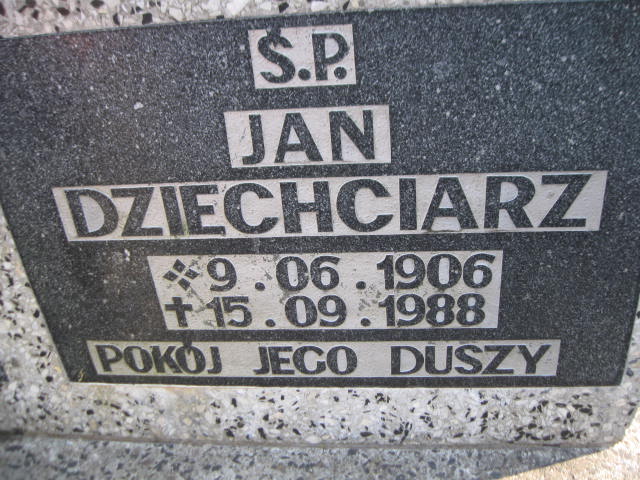 Ś.P.
JAN
DZIECHCIARZ
9.06.1906
✝15.09.1988
POKÓJ JEGO DUSZY